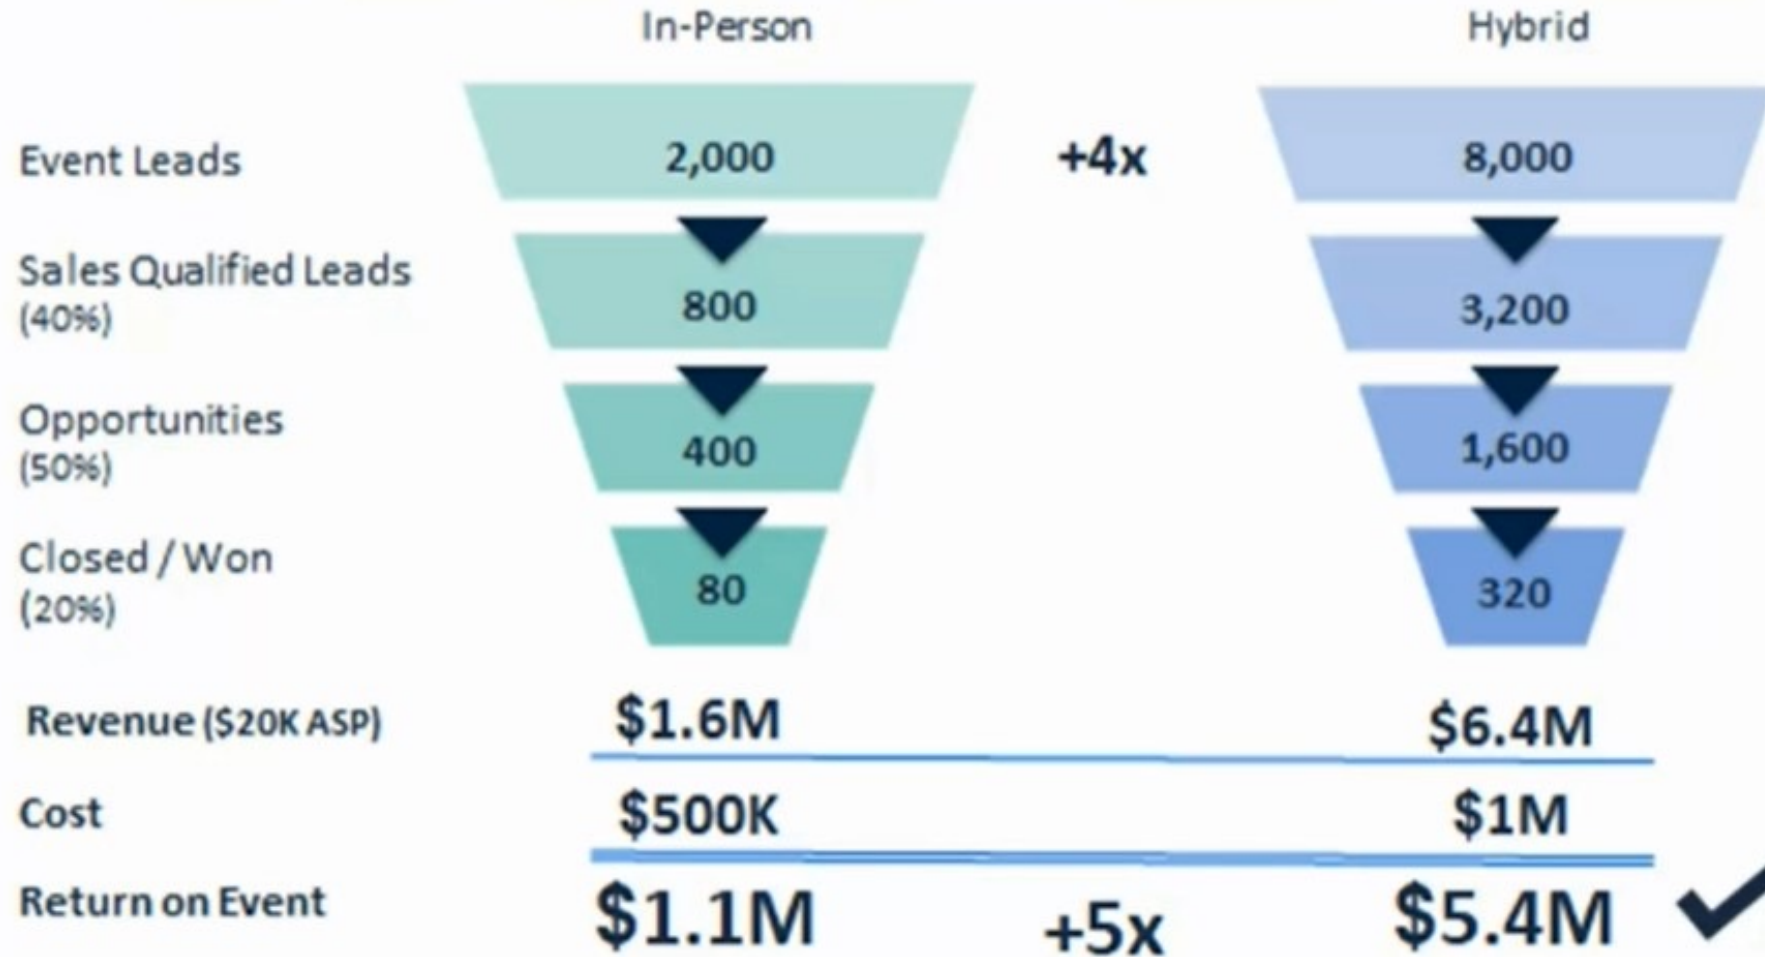 In-Person Hybrid
Event Leads 2,000 +4x 8,000
Sales Qualified Leads
(40%) 800 3,200
Opportunities
(50%) 400 1,600
Closed / Won
(20%) 80 320
Revenue ($20K ASP) $1.6M $6.4M
Cost $500K $1M
Return on Event $1.1M +5x $5.4M